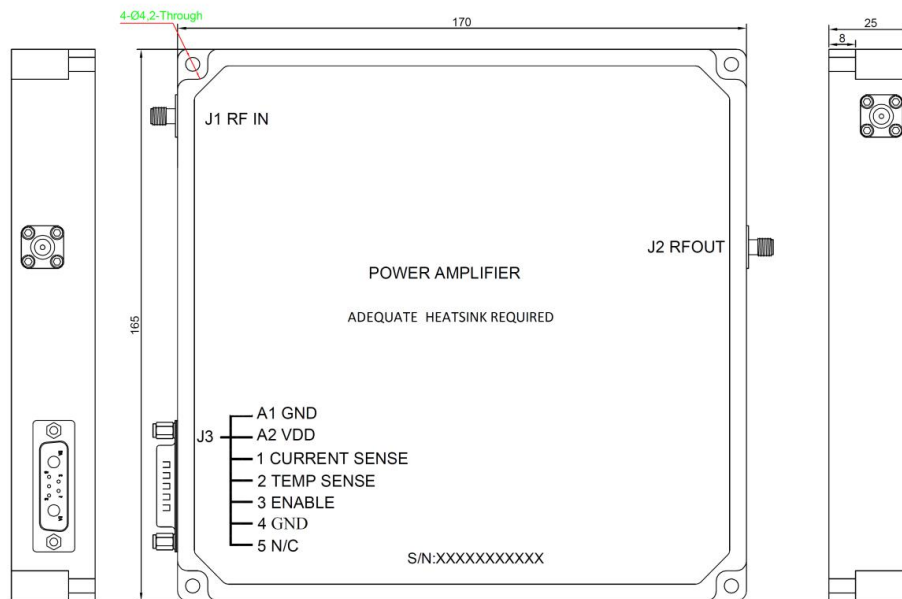 4-Ø4,2-Through
170
25
8
J1 RF IN
J2 RFOUT
POWER AMPLIFIER
165
ADEQUATE HEATSINK REQUIRED
J3
A1 GND
A2 VDD
1 CURRENT SENSE
2 TEMP SENSE
3 ENABLE
4 GND
5 N/C
S/N:XXXXXXXXXXX